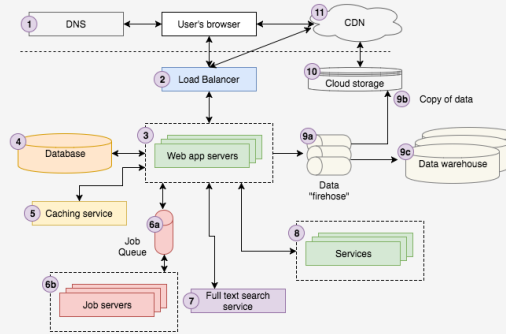 1
DNS
User's browser
11
CDN
2
Load Balancer
10
Cloud storage
9b
Copy of data
3
Web app servers
4
Database
9a
Data
"firehose"
9c
Data warehouse
5
Caching service
6a
Job
Queue
8
Services
6b
Job servers
7
Full text search
service